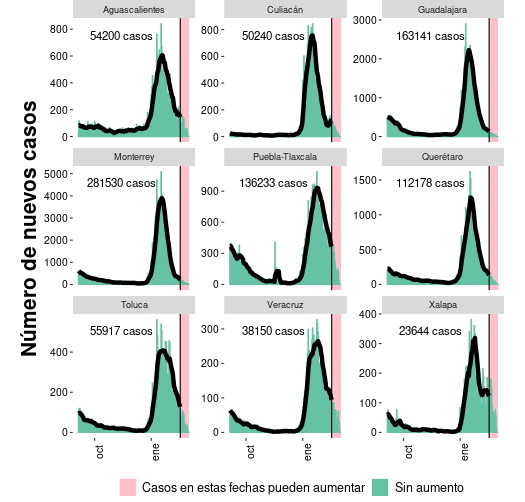 Número de nuevos casos
Aguascalientes
Culiacán
Guadalajara
54200 casos
50240 casos
163141 casos
800
600
400
200
0
800
600
400
200
0
3000
2000
1000
0
Monterrey
Puebla-Tlaxcala
Querétaro
281530 casos
136233 casos
112178 casos
5000
4000
3000
2000
1000
0
900
600
300
0
1500
1000
500
0
Toluca
Veracruz
Xalapa
55917 casos
38150 casos
23644 casos
400
200
0
300
200
100
0
400
300
200
100
0
oct
ene
oct
ene
oct
ene
Casos en estas fechas pueden aumentar
Sin aumento